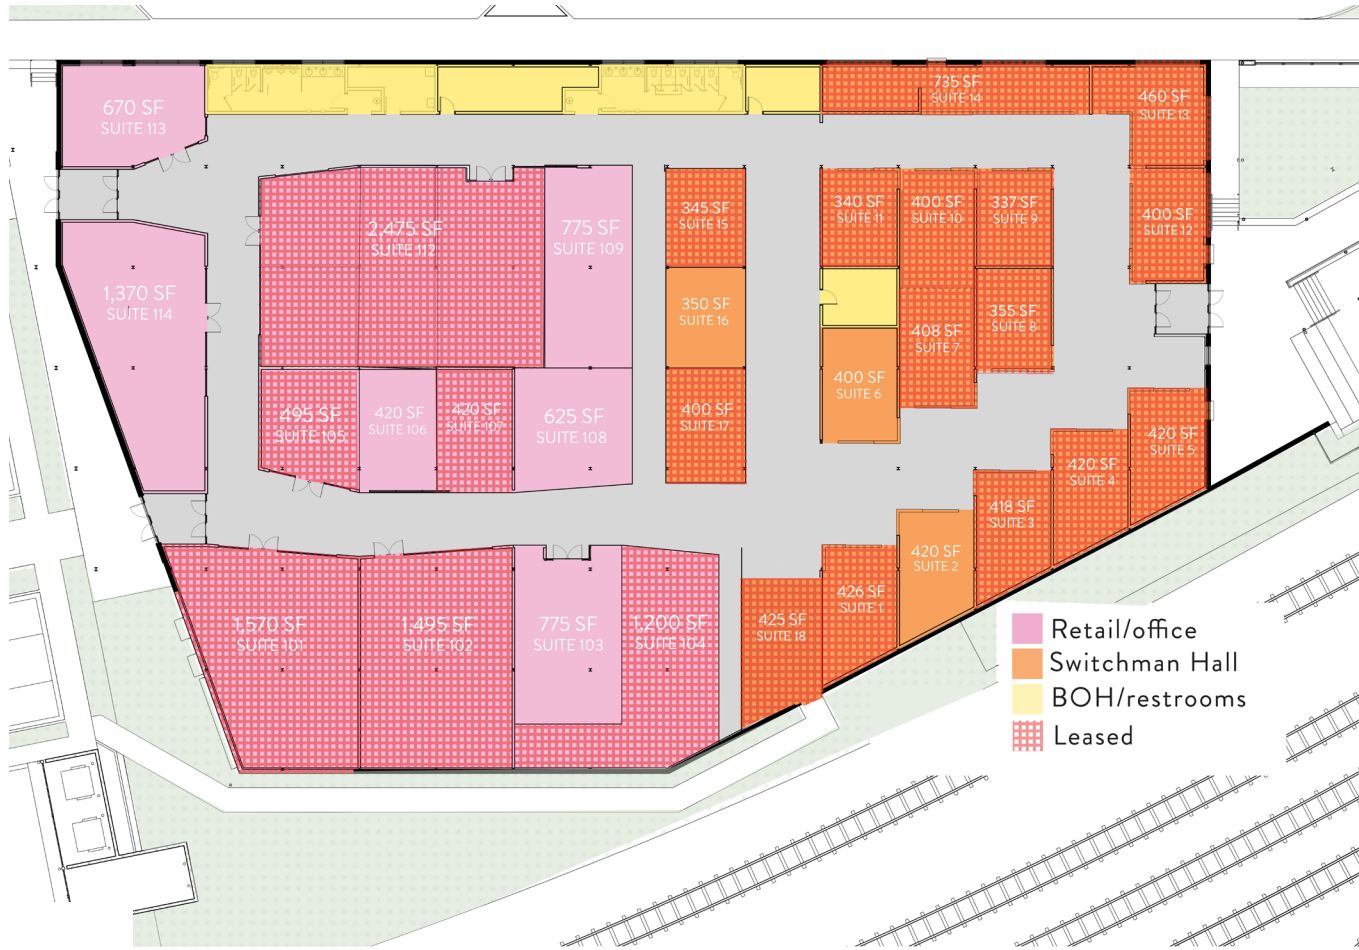 670 SF
SUITE 113
735 SF
SUITE 14
460 SF
SUITE 13
2,475 SF
SUITE 112
775 SF
SUITE 109
345 SF
SUITE 15
340 SF
SUITE 11
400 SF
SUITE 10
337 SF
SUITE 9
400 SF
SUITE 12
1,370 SF
SUITE 114
350 SF
SUITE 16
408 SF
SUITE 7
355 SF
SUITE 8
400 SF
SUITE 6
495 SF
SUITE 105
420 SF
SUITE 106
420 SF
SUITE 107
625 SF
SUITE 108
400 SF
SUITE 17
420 SF
SUITE 5
420 SF
SUITE 4
418 SF
SUITE 3
420 SF
SUITE 2
426 SF
SUITE 1
425 SF
SUITE 18
1,570 SF
SUITE 101
1,495 SF
SUITE 102
775 SF
SUITE 103
1,200 SF
SUITE 104
Retail/office
Switchman Hall
BOH/restrooms
Leased